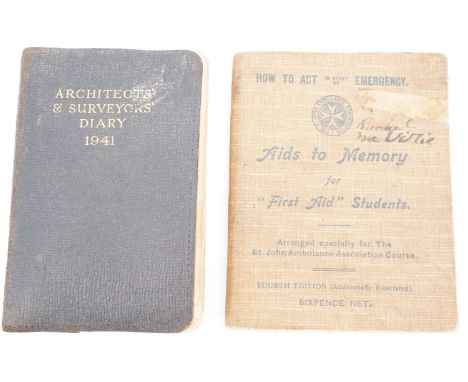 ARCHITECTS'
& SURVEYORS'
DIARY
1941
HOW TO ACT IN EVERY EMERGENCY.
Aids to Memory
for
"First Aid" Students.
Arranged specially for The
St. John Ambulance Association Course.
FOURTH EDITION (Additionally Illustrated).
SIXPENCE NET.